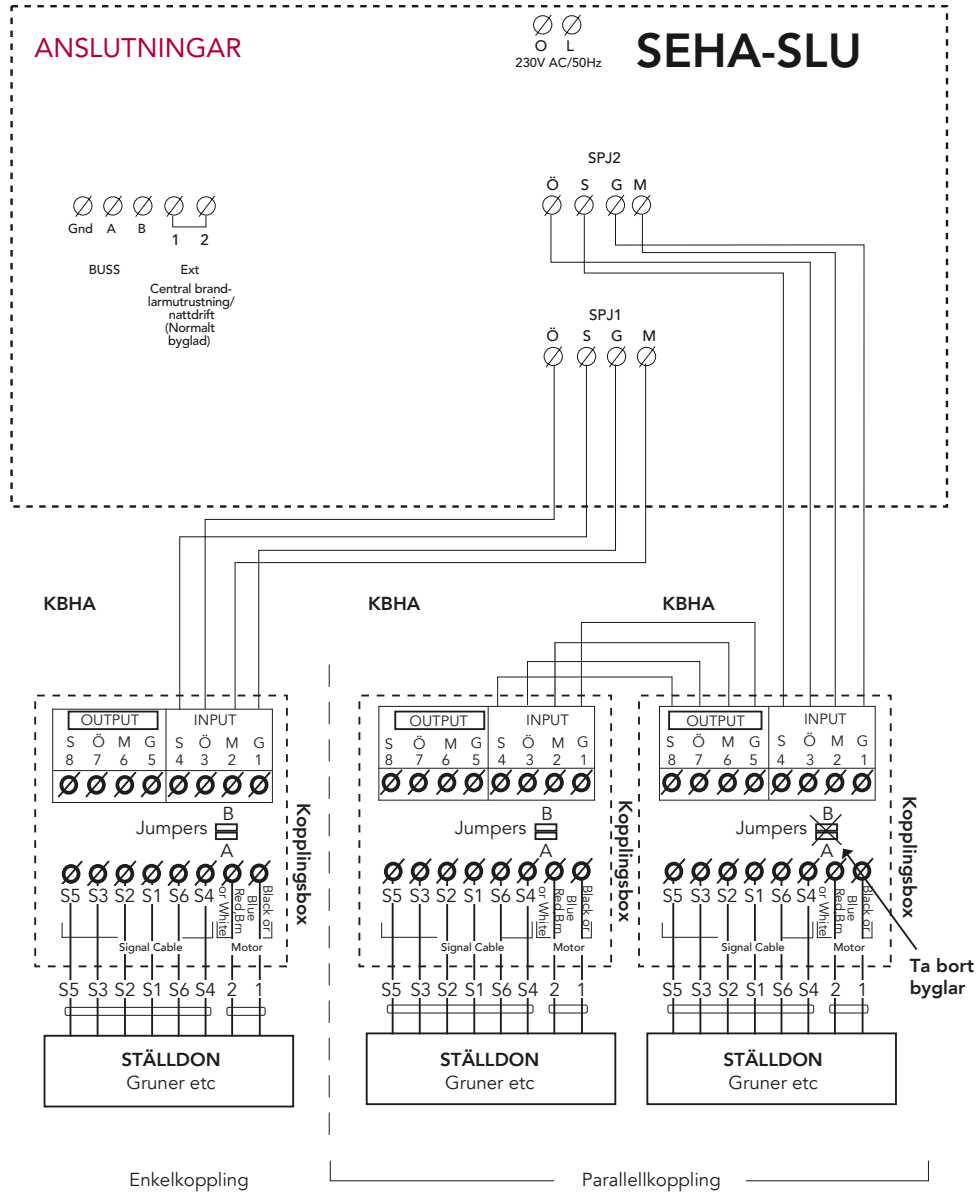 ANSLUTNINGAR
O L
230V AC/50Hz
SEHA-SLU
SPJ2
Ö S G M
Gnd A B 1 2
BUSS Ext
Central brand-
larmutrustning/
nattdrift
(Normalt
byglad)
SPJ1
Ö S G M
KBHA KBHA KBHA
OUTPUT INPUT
S Ö M G S Ö M G
8 7 6 5 4 3 2 1
B
Jumpers
A
S5 S3 S2 S1 S6 S4
or White
Red.Brn
Blue
Black or
Signal Cable Motor
Kopplingsbox
S5 S3 S2 S1 S6 S4 2 1
STÄLLDON
Gruner etc
OUTPUT INPUT
S Ö M G S Ö M G
8 7 6 5 4 3 2 1
B
Jumpers
A
S5 S3 S2 S1 S6 S4
or White
Red.Brn
Blue
Black or
Signal Cable Motor
Kopplingsbox
S5 S3 S2 S1 S6 S4 2 1
STÄLLDON
Gruner etc
OUTPUT INPUT
S Ö M G S Ö M G
8 7 6 5 4 3 2 1
B
Jumpers
A
S5 S3 S2 S1 S6 S4
or White
Red.Brn
Blue
Black or
Signal Cable Motor
Kopplingsbox
Ta bort
byglar
S5 S3 S2 S1 S6 S4 2 1
STÄLLDON
Gruner etc
Enkelkoppling Parallellkoppling